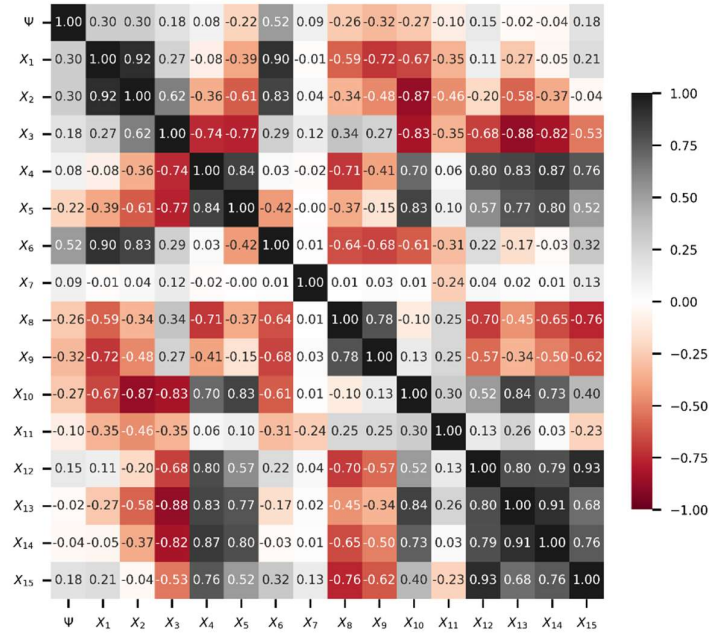 Ψ 1.00 0.30 0.30 0.18 0.08 -0.22 0.52 0.09 -0.26 -0.32 -0.27 -0.10 0.15 -0.02 -0.04 0.18
X₁ 0.30 1.00 0.92 0.27 -0.08 -0.39 0.90 -0.01 -0.59 -0.72 -0.67 -0.35 0.11 -0.27 -0.05 0.21
X₂ 0.30 0.92 1.00 0.62 -0.36 -0.61 0.83 0.04 -0.34 -0.48 -0.87 -0.46 -0.20 -0.58 -0.37 -0.04
X₃ 0.18 0.27 0.62 1.00 -0.74 -0.77 0.29 0.12 0.34 0.27 -0.83 -0.35 -0.68 -0.88 -0.82 -0.53
X₄ 0.08 -0.08 -0.36 -0.74 1.00 0.84 0.03 -0.02 -0.71 -0.41 0.70 0.06 0.80 0.83 0.87 0.76
X₅ -0.22 -0.39 -0.61 -0.77 0.84 1.00 -0.42 -0.00 -0.37 -0.15 0.83 0.10 0.57 0.77 0.80 0.52
X₆ 0.52 0.90 0.83 0.29 0.03 -0.42 1.00 0.01 -0.64 -0.68 -0.61 -0.31 0.22 -0.17 -0.03 0.32
X₇ 0.09 -0.01 0.04 0.12 -0.02 -0.00 0.01 1.00 0.01 0.03 0.01 -0.24 0.04 0.02 0.01 0.13
X₈ -0.26 -0.59 -0.34 0.34 -0.71 -0.37 -0.64 0.01 1.00 0.78 -0.10 0.25 -0.70 -0.45 -0.65 -0.76
X₉ -0.32 -0.72 -0.48 0.27 -0.41 -0.15 -0.68 0.03 0.78 1.00 0.13 0.25 -0.57 -0.34 -0.50 -0.62
X₁₀ -0.27 -0.67 -0.87 -0.83 0.70 0.83 -0.61 0.01 -0.10 0.13 1.00 0.30 0.52 0.84 0.73 0.40
X₁₁ -0.10 -0.35 -0.46 -0.35 0.06 0.10 -0.31 -0.24 0.25 0.25 0.30 1.00 0.13 0.26 0.03 -0.23
X₁₂ 0.15 0.11 -0.20 -0.68 0.80 0.57 0.22 0.04 -0.70 -0.57 0.52 0.13 1.00 0.80 0.79 0.93
X₁₃ -0.02 -0.27 -0.58 -0.88 0.83 0.77 -0.17 0.02 -0.45 -0.34 0.84 0.26 0.80 1.00 0.91 0.68
X₁₄ -0.04 -0.05 -0.37 -0.82 0.87 0.80 -0.03 0.01 -0.65 -0.50 0.73 0.03 0.79 0.91 1.00 0.76
X₁₅ 0.18 0.21 -0.04 -0.53 0.76 0.52 0.32 0.13 -0.76 -0.62 0.40 -0.23 0.93 0.68 0.76 1.00
Ψ X₁ X₂ X₃ X₄ X₅ X₆ X₇ X₈ X₉ X₁₀ X₁₁ X₁₂ X₁₃ X₁₄ X₁₅
1.00
0.75
0.50
0.25
0.00
−0.25
−0.50
−0.75
−1.00